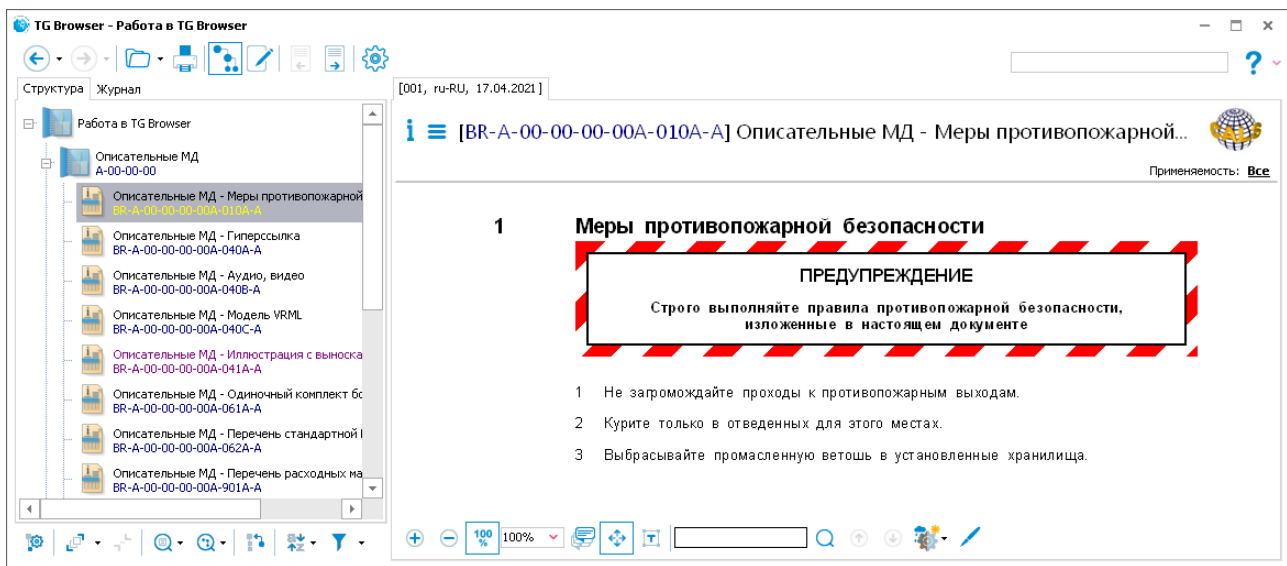 TG Browser - Работа в TG Browser
?
Структура Журнал
[001, ru-RU, 17.04.2021]
Работа в TG Browser
Описательные МД
A-00-00-00
Описательные МД - Меры противопожарной
BR-A-00-00-00-00A-010A-A
Описательные МД - Гиперссылка
BR-A-00-00-00-00A-040A-A
Описательные МД - Аудио, видео
BR-A-00-00-00-00A-040B-A
Описательные МД - Модель VRML
BR-A-00-00-00-00A-040C-A
Описательные МД - Иллюстрация с выноска
BR-A-00-00-00-00A-041A-A
Описательные МД - Одиночный комплект бо
BR-A-00-00-00-00A-061A-A
Описательные МД - Перечень стандартной
BR-A-00-00-00-00A-062A-A
Описательные МД - Перечень расходных ма
BR-A-00-00-00-00A-901A-A
[BR-A-00-00-00-00A-010A-A] Описательные МД - Меры противопожарной...
CALS
Применяемость: Все
1 Меры противопожарной безопасности
ПРЕДУПРЕЖДЕНИЕ
Строго выполняйте правила противопожарной безопасности,
изложенные в настоящем документе
1 Не загромождайте проходы к противопожарным выходам.
2 Курите только в отведенных для этого местах.
3 Выбрасывайте промасленную ветошь в установленные хранилища.
100 % 100%